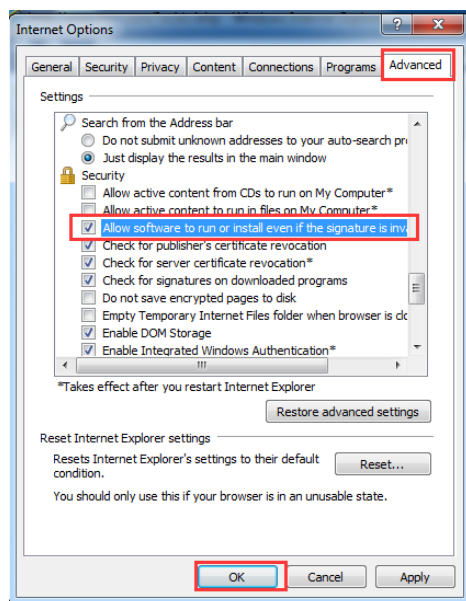 Internet Options
General Security Privacy Content Connections Programs Advanced
Settings
Search from the Address bar
Do not submit unknown addresses to your auto-search pr
Just display the results in the main window
Security
Allow active content from CDs to run on My Computer*
Allow active content to run in files on My Computer*
Allow software to run or install even if the signature is inv
Check for publisher's certificate revocation
Check for server certificate revocation*
Check for signatures on downloaded programs
Do not save encrypted pages to disk
Empty Temporary Internet Files folder when browser is clo
Enable DOM Storage
Enable Integrated Windows Authentication*
*Takes effect after you restart Internet Explorer
Restore advanced settings
Reset Internet Explorer settings
Resets Internet Explorer's settings to their default
condition.
Reset...
You should only use this if your browser is in an unusable state.
OK Cancel Apply